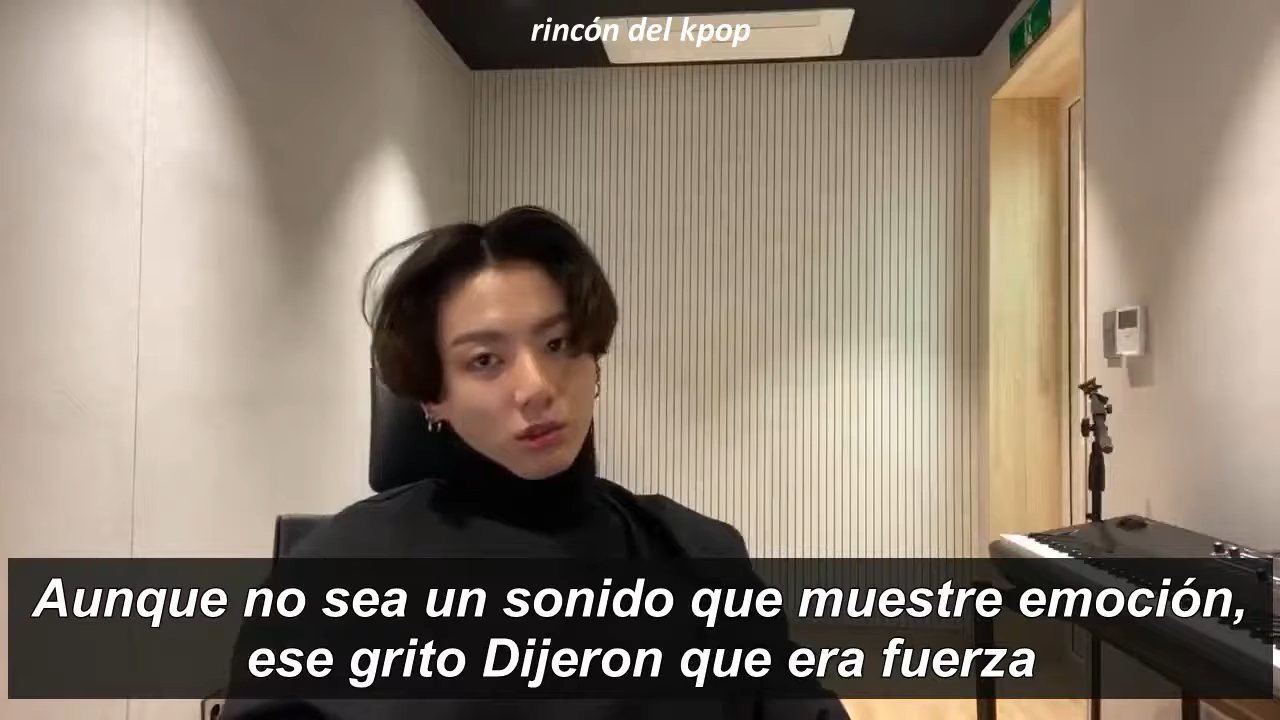 rincón del kpop
Aunque no sea un sonido que muestre emoción,
ese grito Dijeron que era fuerza